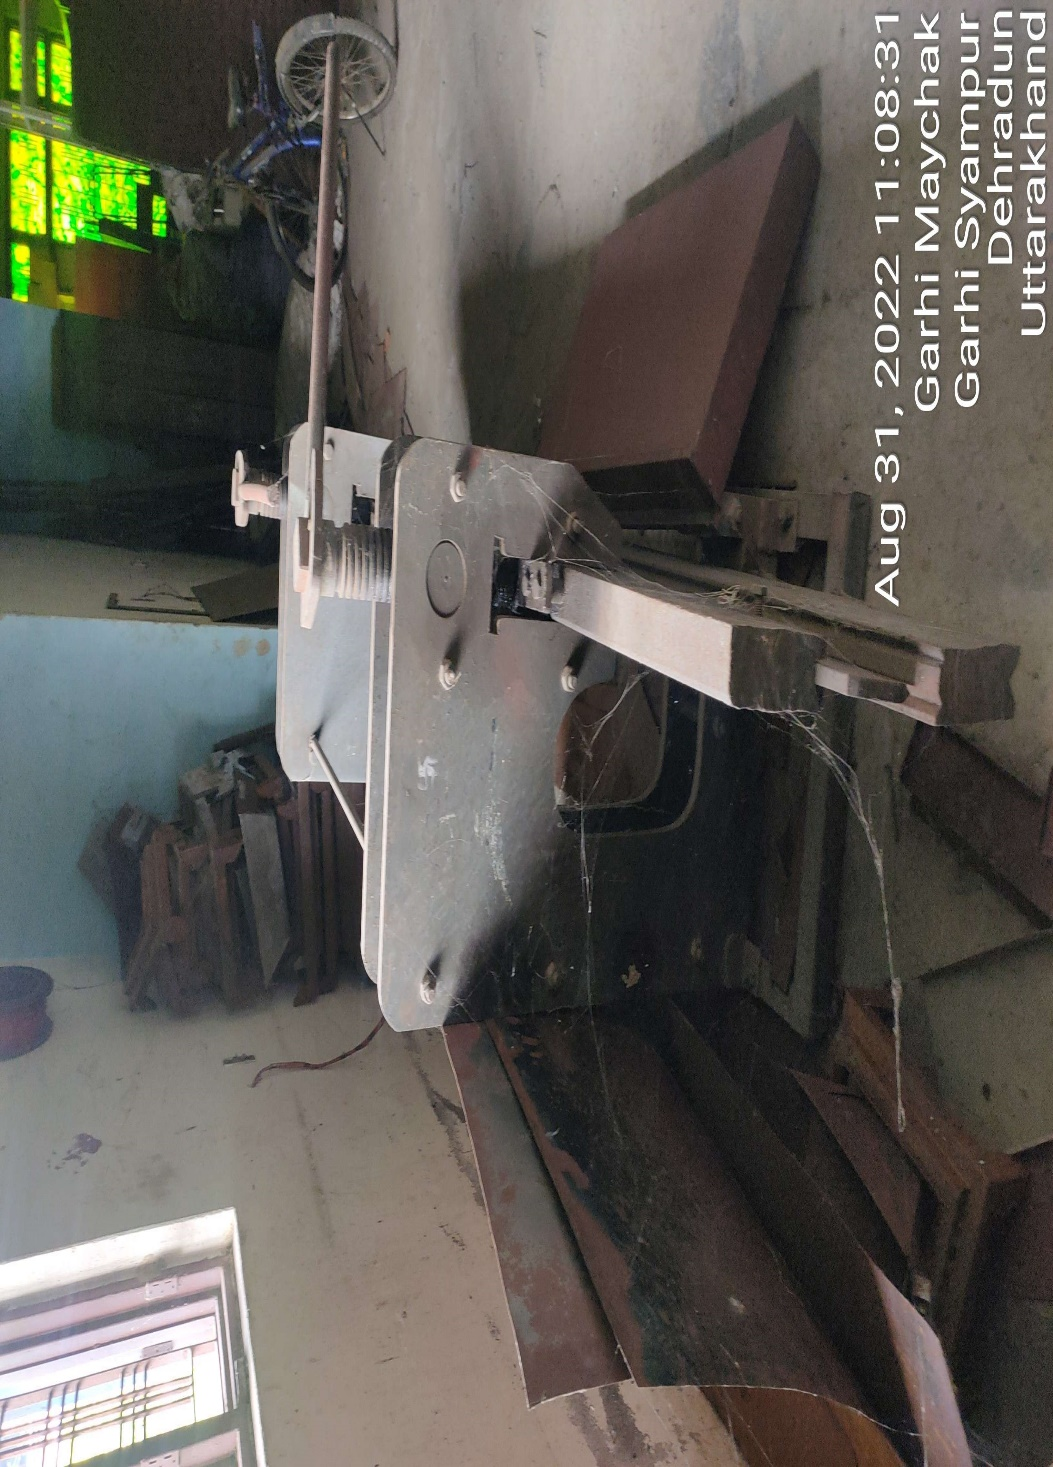 Aug 31, 2022 11:08:31
Garhi Maychak
Garhi Syampur
Dehradun
Uttarakhand